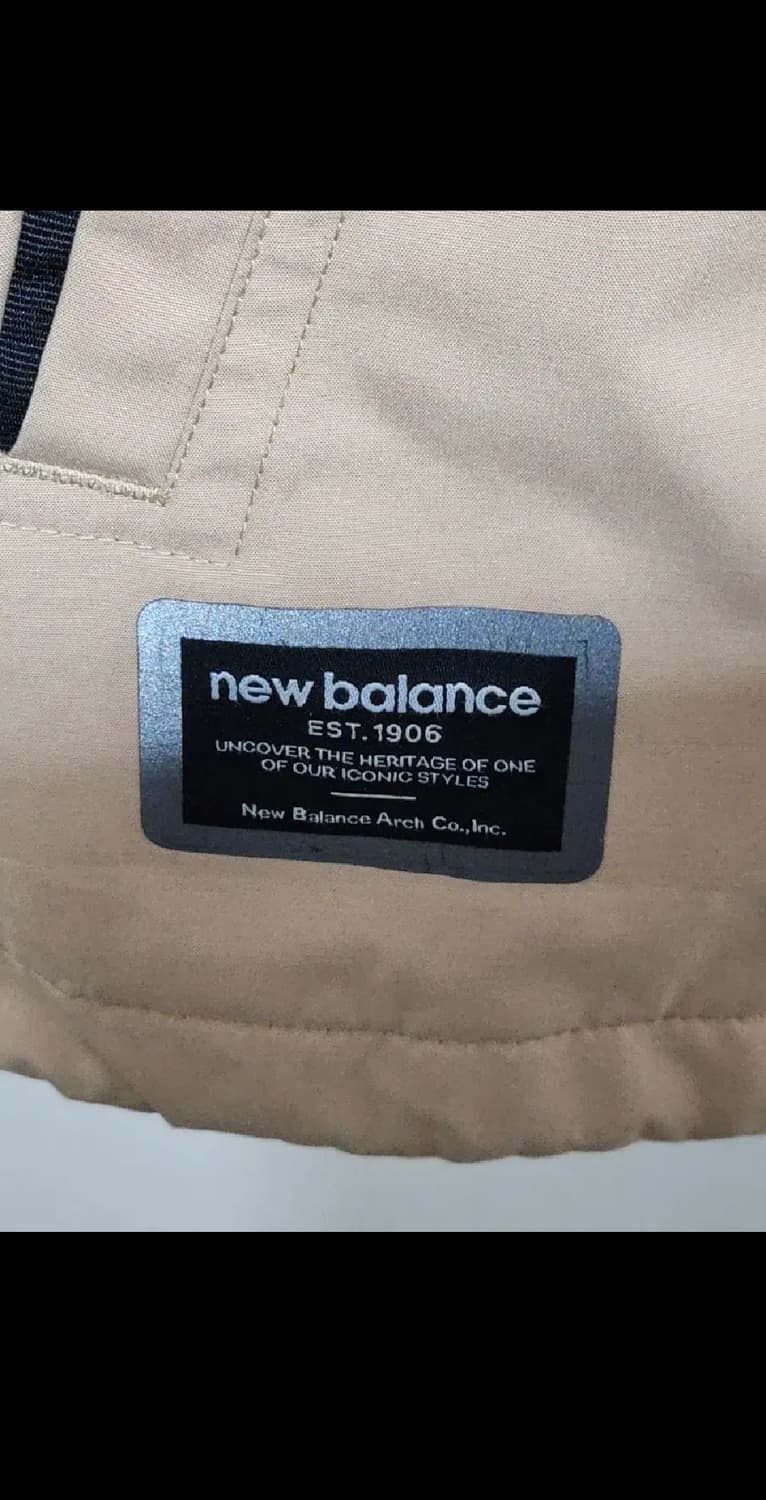 new balance
EST.1906
UNCOVER THE HERITAGE OF ONE
OF OUR ICONIC STYLES
New Balance Arch Co.,Inc.